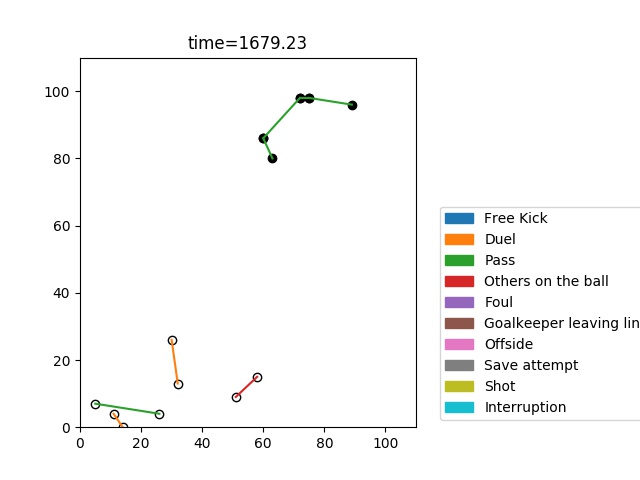 time=1679.23
100
80
60
40
20
0
0 20 40 60 80 100
Free Kick
Duel
Pass
Others on the ball
Foul
Goalkeeper leaving lin
Offside
Save attempt
Shot
Interruption